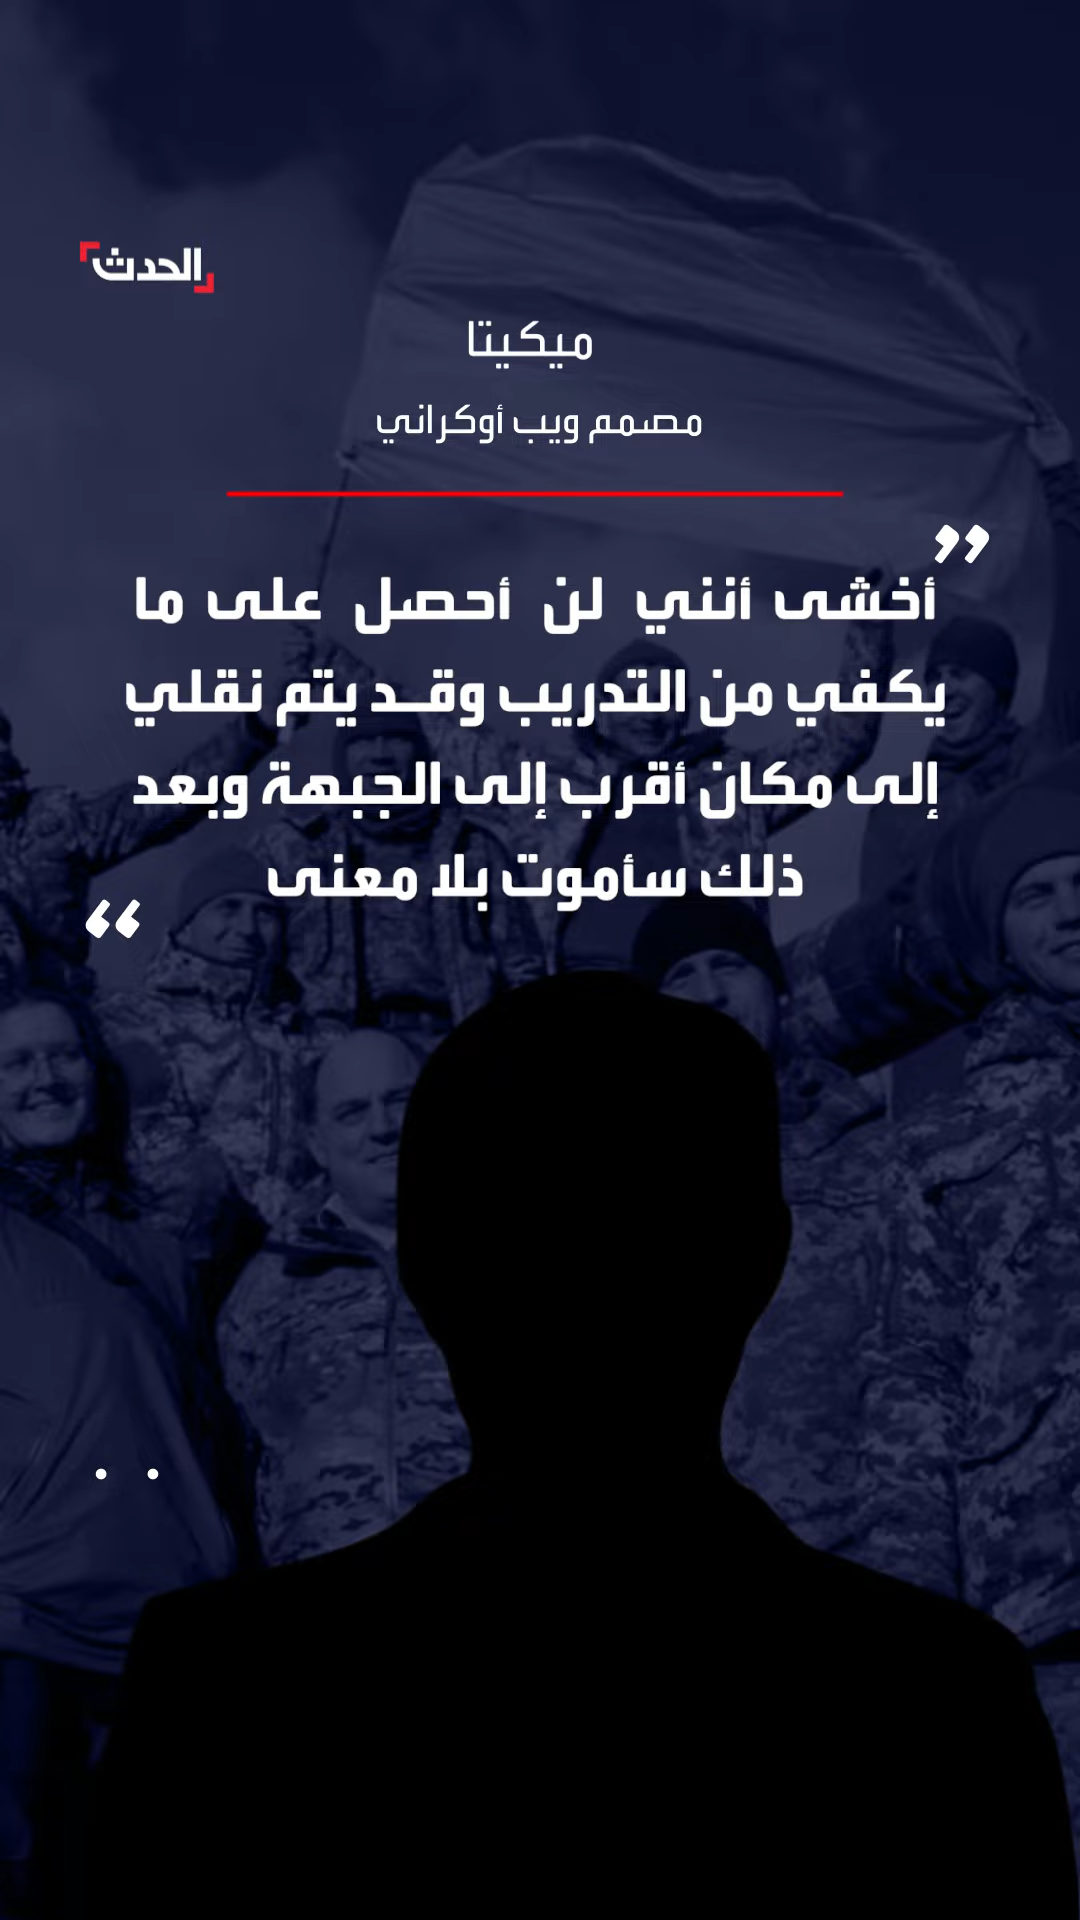 الحدث
ميكيتا
مصمم ويب أوكراني
”
أخشى أنني لن أحصل على ما
يكفي من التدريب وقـد يتم نقلي
إلى مكان أقرب إلى الجبهة وبعد
ذلك سأموت بلا معنى
“